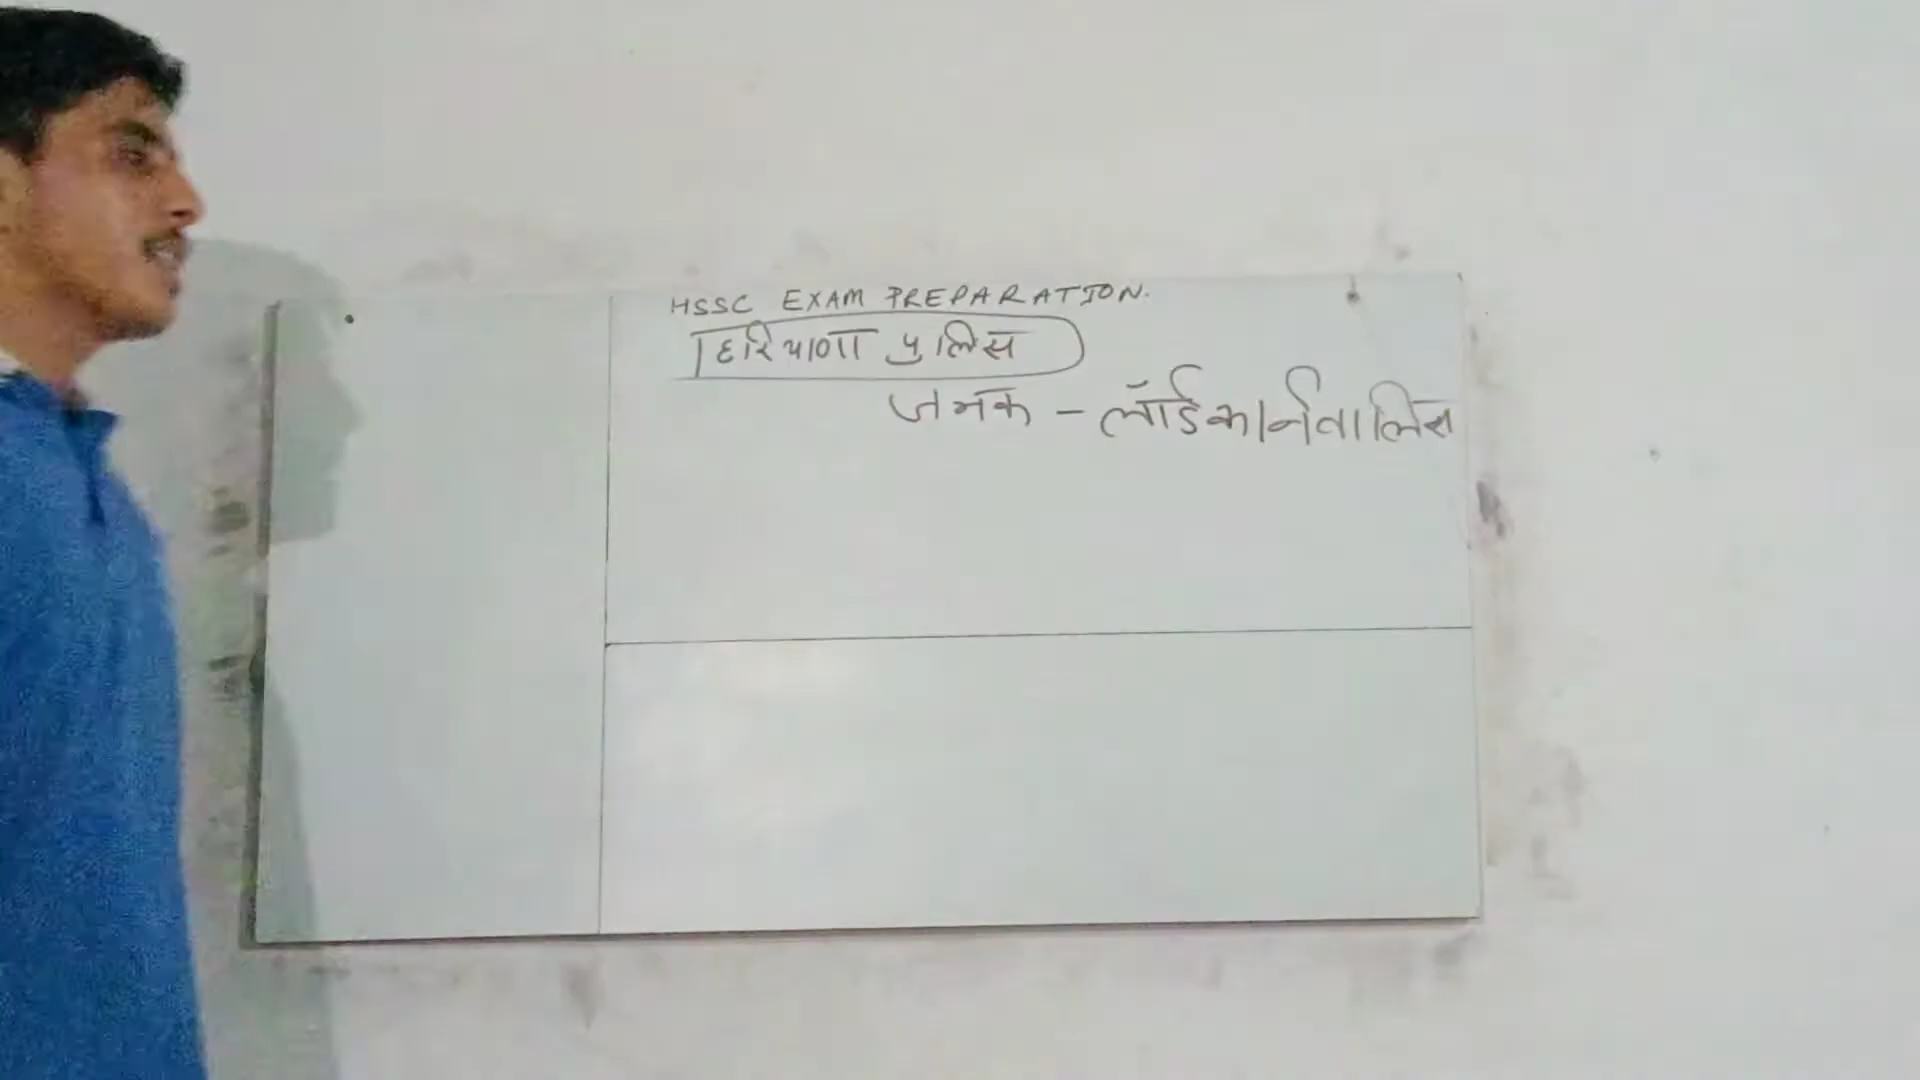 HSSC EXAM PREPARATION.
हरियाणा पुलिस
जनक - लॉर्ड कार्नवालिस